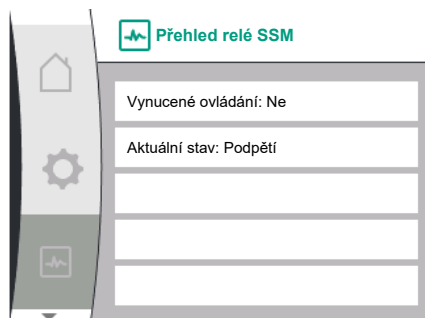 Přehled relé SSM
Vynucené ovládání: Ne
Aktuální stav: Podpětí